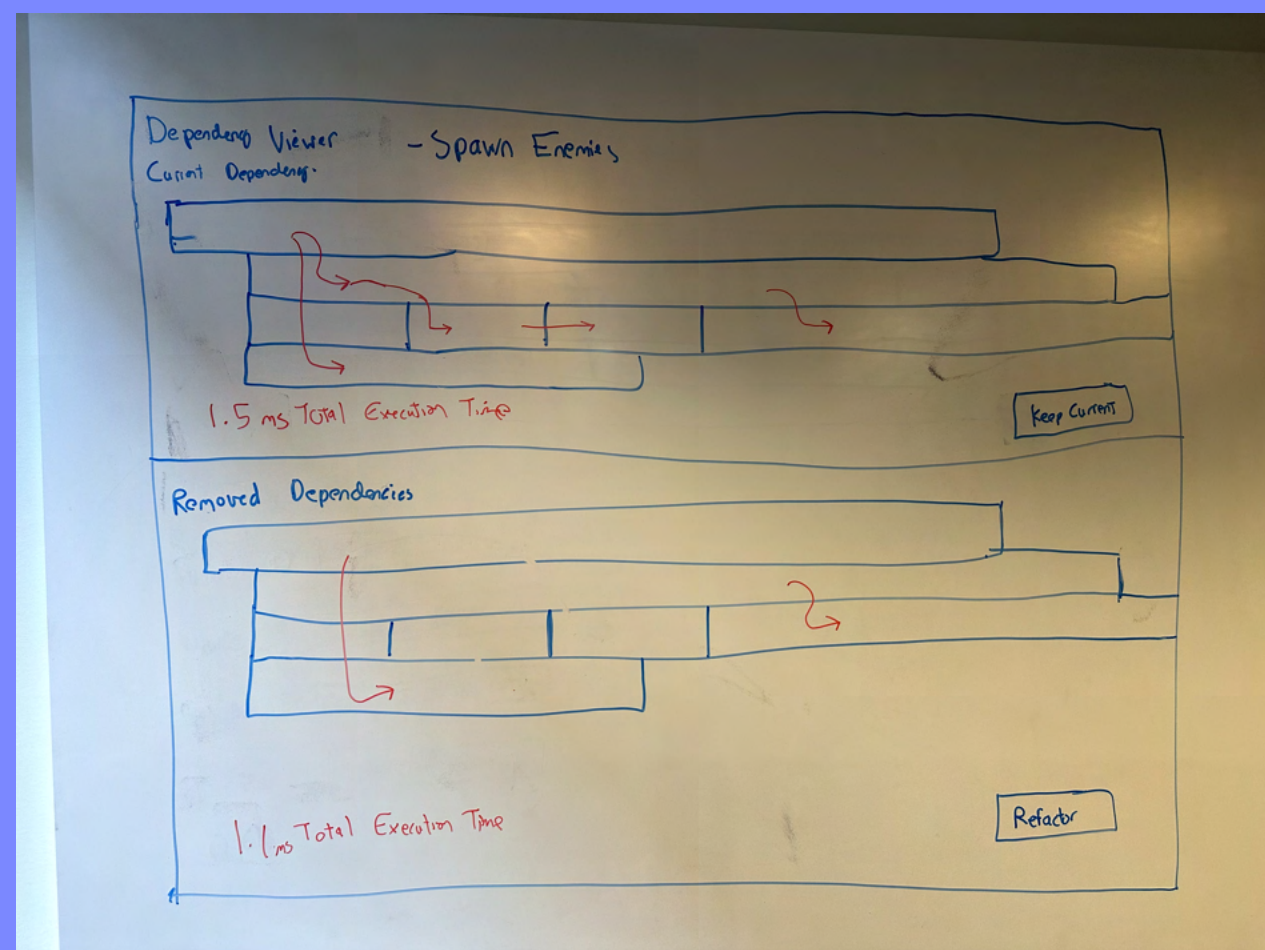 Dependency Viewer - Spawn Enemies
Current Dependency.
1.5 ms Total Execution Time
Keep Current
Removed Dependencies
1.1 ms Total Execution Time
Refactor